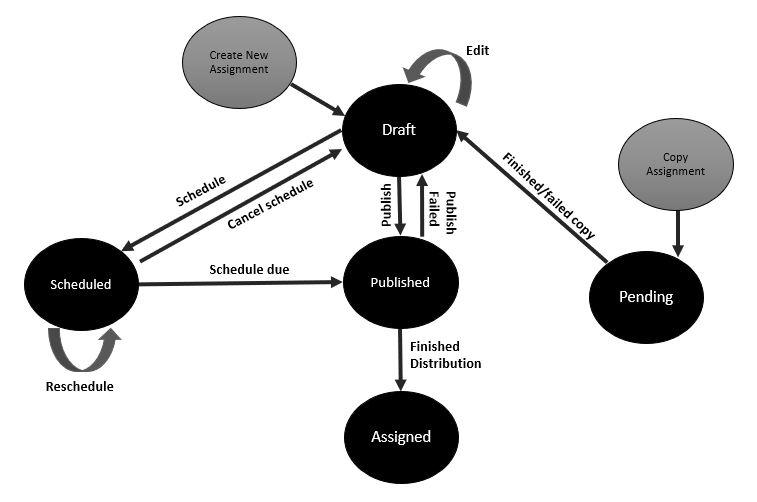 Create New
Assignment
Edit
Draft
Copy
Assignment
Schedule
Cancel schedule
Publish
Publish
Failed
Finished/failed copy
Scheduled
Schedule due
Published
Pending
Reschedule
Finished
Distribution
Assigned